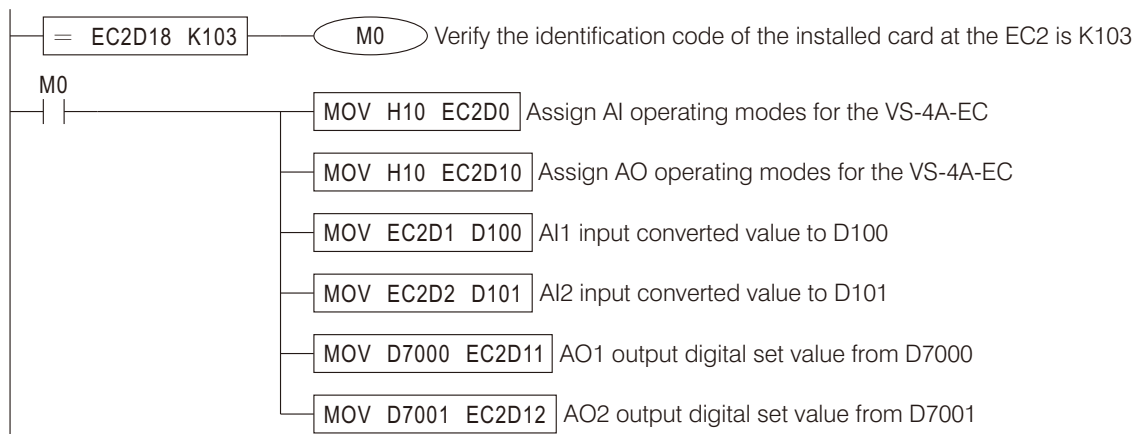 = EC2D18 K103 M0 Verify the identification code of the installed card at the EC2 is K103
M0
MOV H10 EC2D0 Assign AI operating modes for the VS-4A-EC
MOV H10 EC2D10 Assign AO operating modes for the VS-4A-EC
MOV EC2D1 D100 AI1 input converted value to D100
MOV EC2D2 D101 AI2 input converted value to D101
MOV D7000 EC2D11 AO1 output digital set value from D7000
MOV D7001 EC2D12 AO2 output digital set value from D7001